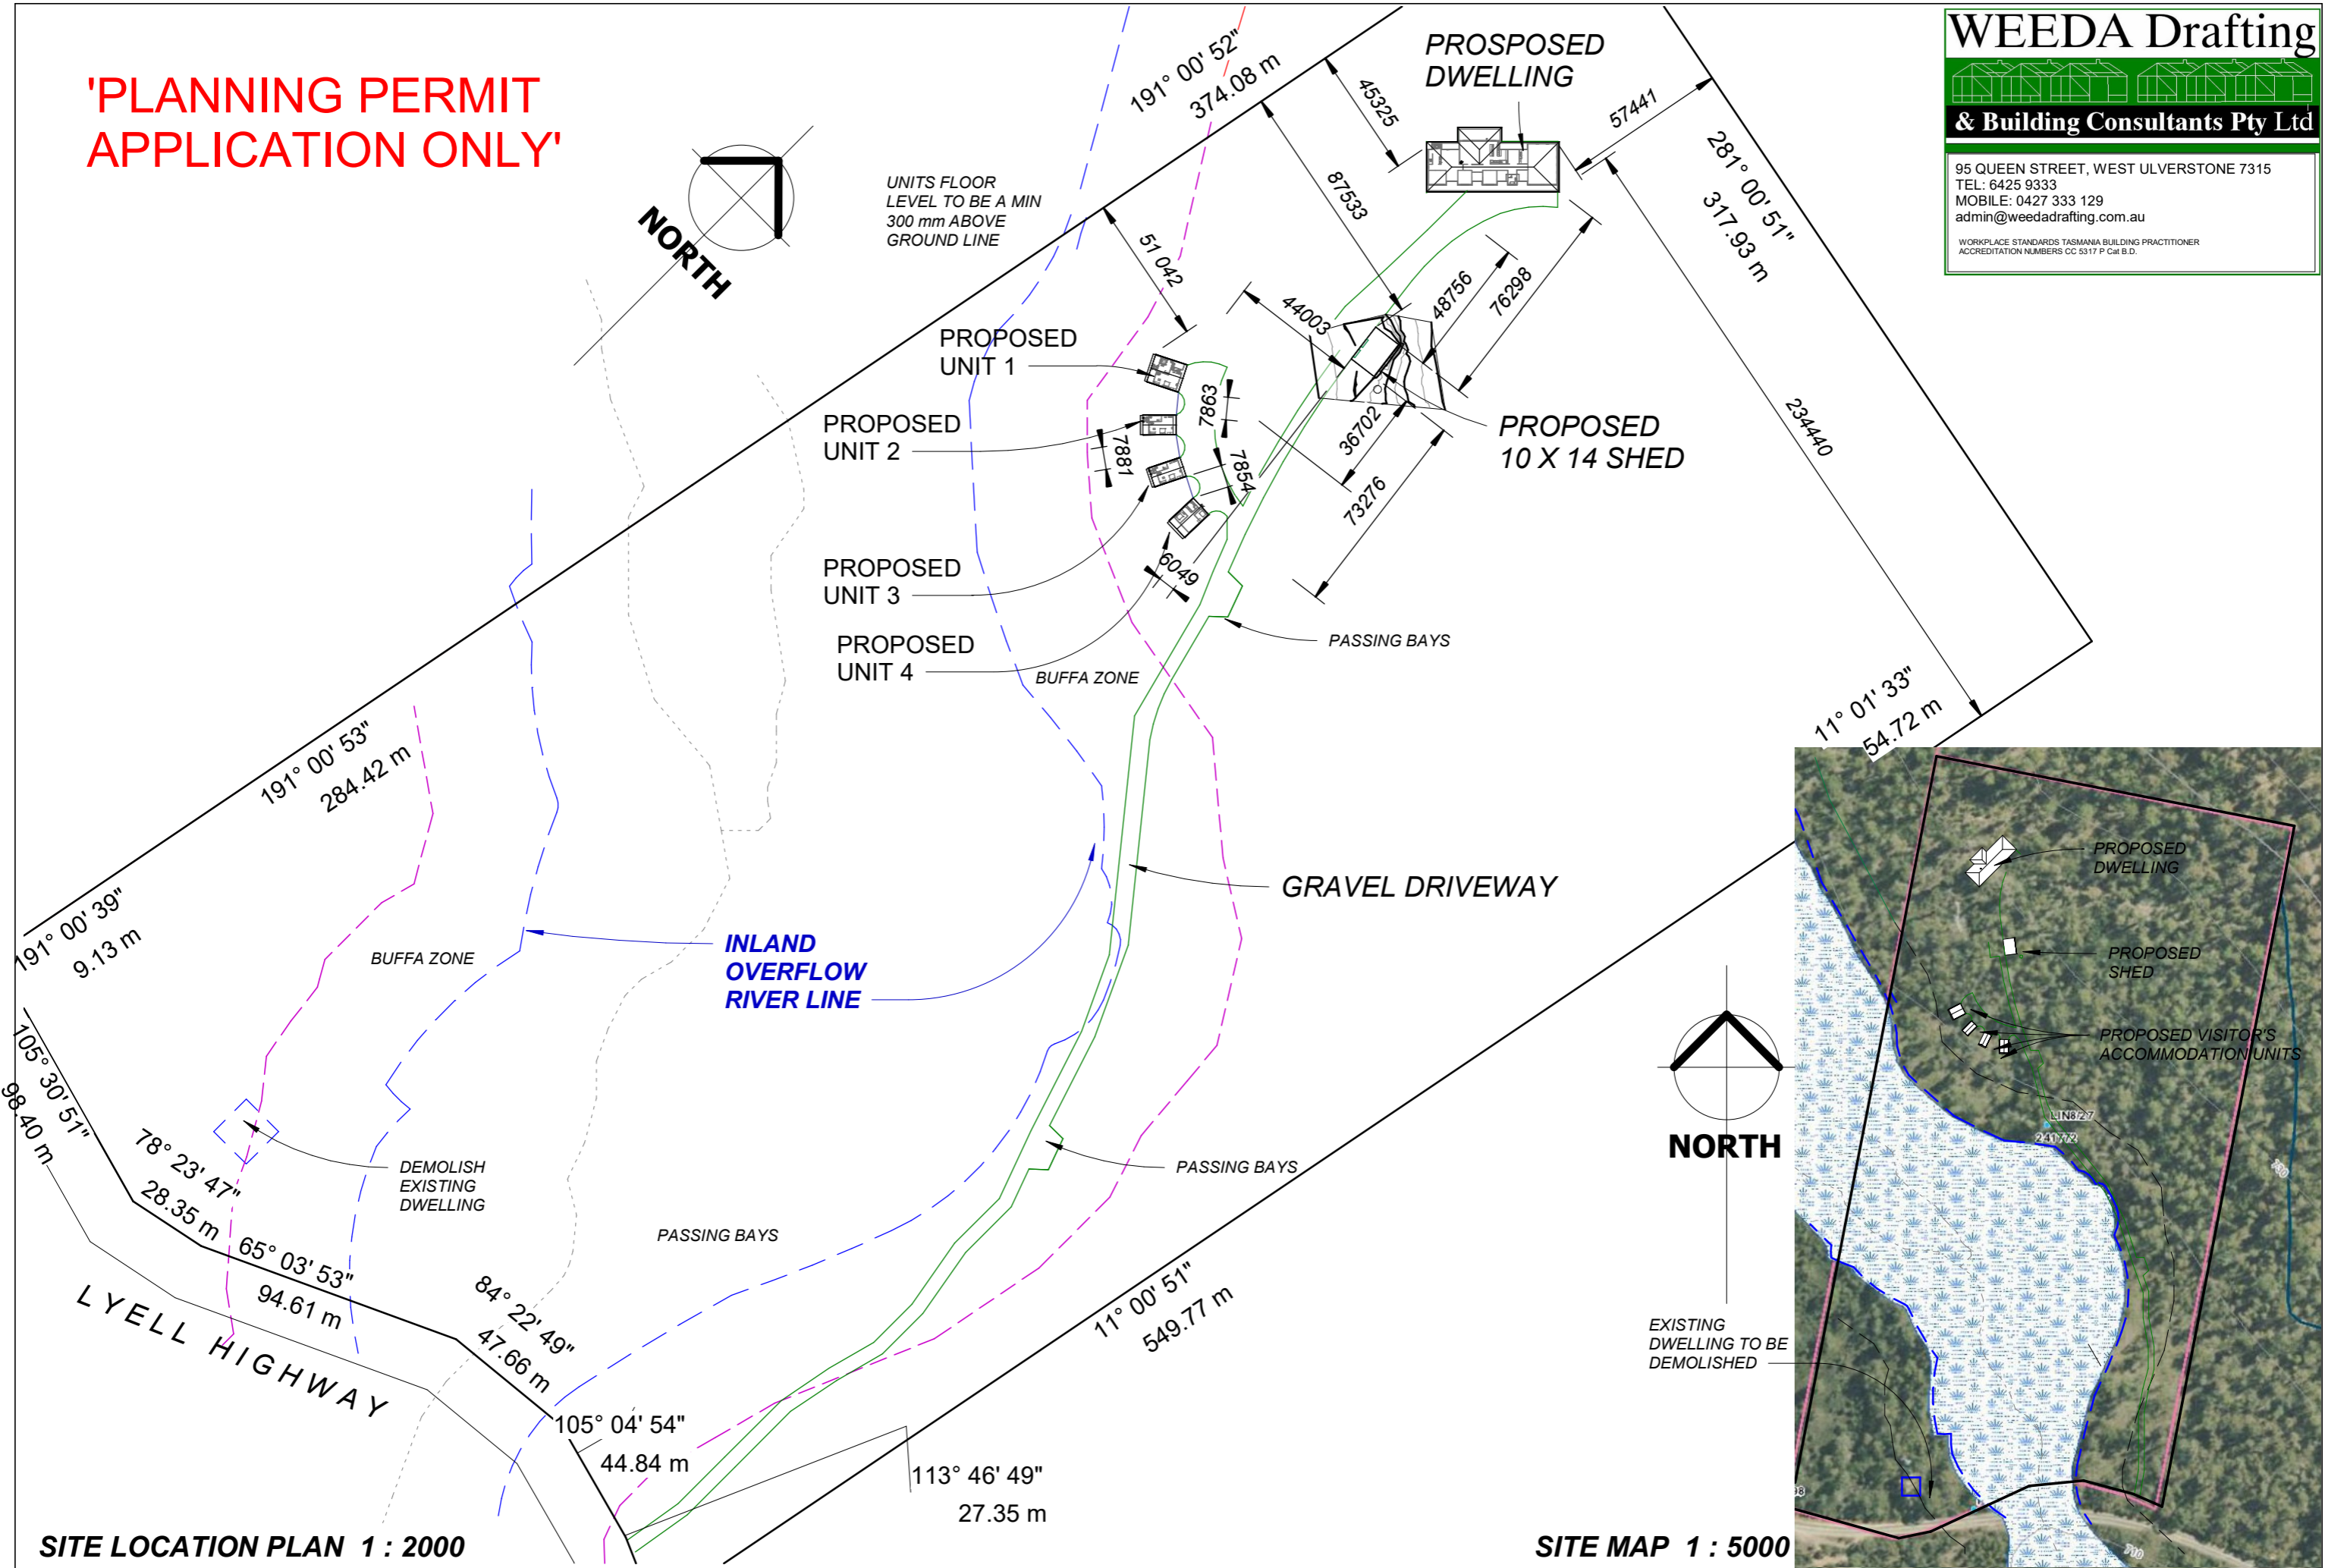 'PLANNING PERMIT
APPLICATION ONLY'
NORTH
UNITS FLOOR
LEVEL TO BE A MIN
300 mm ABOVE
GROUND LINE
191° 00' 52"
374.08 m
PROSPOSED
DWELLING
WEEDA Drafting
& Building Consultants Pty Ltd
95 QUEEN STREET, WEST ULVERSTONE 7315
TEL: 6425 9333
MOBILE: 0427 333 129
admin@weedadrafting.com.au
WORKPLACE STANDARDS TASMANIA BUILDING PRACTITIONER
ACCREDITATION NUMBERS CC 5317 P Cat B.D.
45325
57441
281° 00' 51"
317.93 m
87533
51 042
44003
48756
76298
234440
PROPOSED
UNIT 1
PROPOSED
UNIT 2
7863
7881
7854
36702
73276
PROPOSED
10 X 14 SHED
PROPOSED
UNIT 3
6049
PROPOSED
UNIT 4
BUFFA ZONE
PASSING BAYS
11° 01' 33"
54.72 m
191° 00' 53"
284.42 m
GRAVEL DRIVEWAY
191° 00' 39"
9.13 m
BUFFA ZONE
INLAND
OVERFLOW
RIVER LINE
105° 30' 51"
98.40 m
78° 23' 47"
28.35 m
DEMOLISH
EXISTING
DWELLING
65° 03' 53"
94.61 m
PASSING BAYS
PASSING BAYS
84° 22' 49"
47.66 m
LYELL HIGHWAY
11° 00' 51"
549.77 m
105° 04' 54"
44.84 m
113° 46' 49"
27.35 m
SITE LOCATION PLAN 1 : 2000
NORTH
EXISTING
DWELLING TO BE
DEMOLISHED
SITE MAP 1 : 5000
PROPOSED
DWELLING
PROPOSED
SHED
PROPOSED VISITOR'S
ACCOMMODATION UNITS
LIN827
241772
710